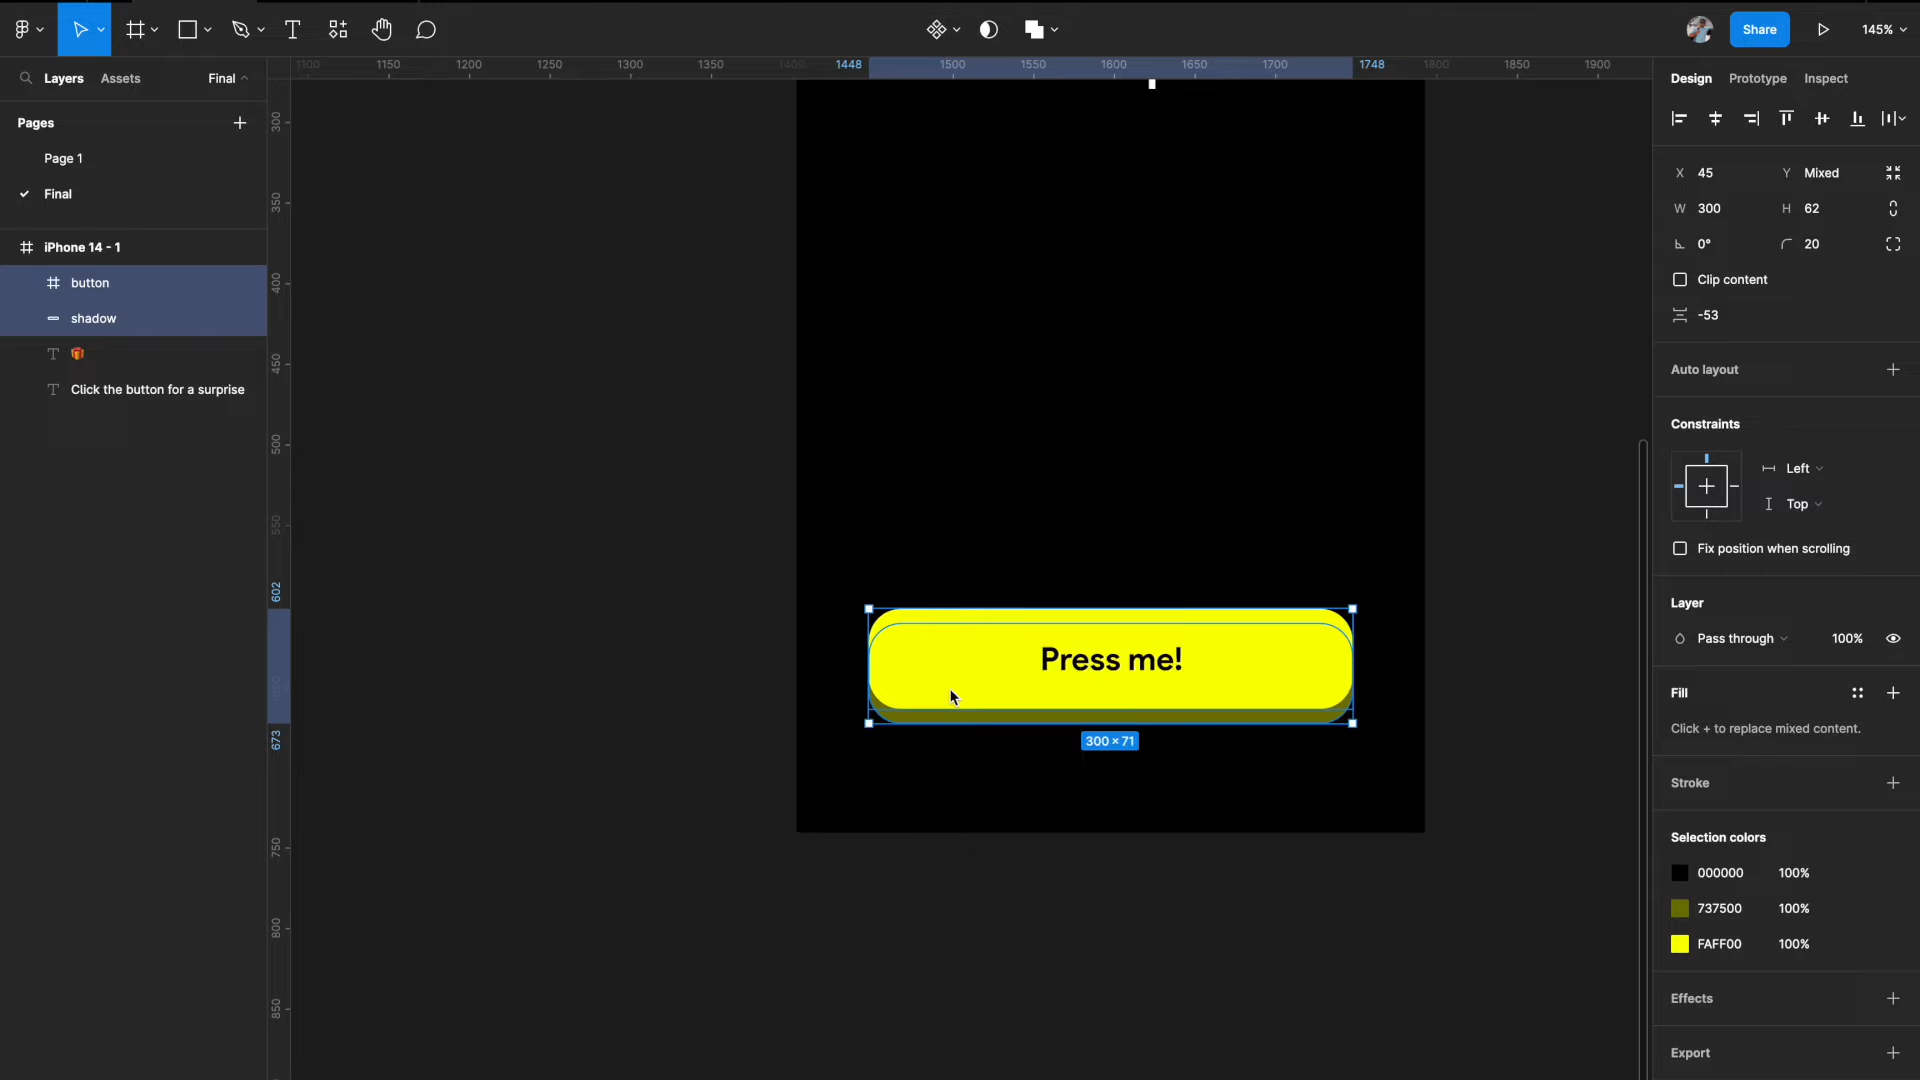 T
Share
145%
Layers
Assets
Final
1100
1150
1200
1250
1300
1350
1400
1448
1500
1550
1600
1650
1700
1748
1800
1850
1900
Design
Prototype
Inspect
Pages
Page 1
Final
iPhone 14 - 1
button
shadow
T 🎁
T Click the button for a surprise
300
350
400
450
500
550
602
650
673
750
800
850
Press me!
300 × 71
X 45
Y Mixed
W 300
H 62
0°
20
Clip content
-53
Auto layout
Constraints
Left
Top
Fix position when scrolling
Layer
Pass through
100%
Fill
Click + to replace mixed content.
Stroke
Selection colors
000000 100%
737500 100%
FAFF00 100%
Effects
Export